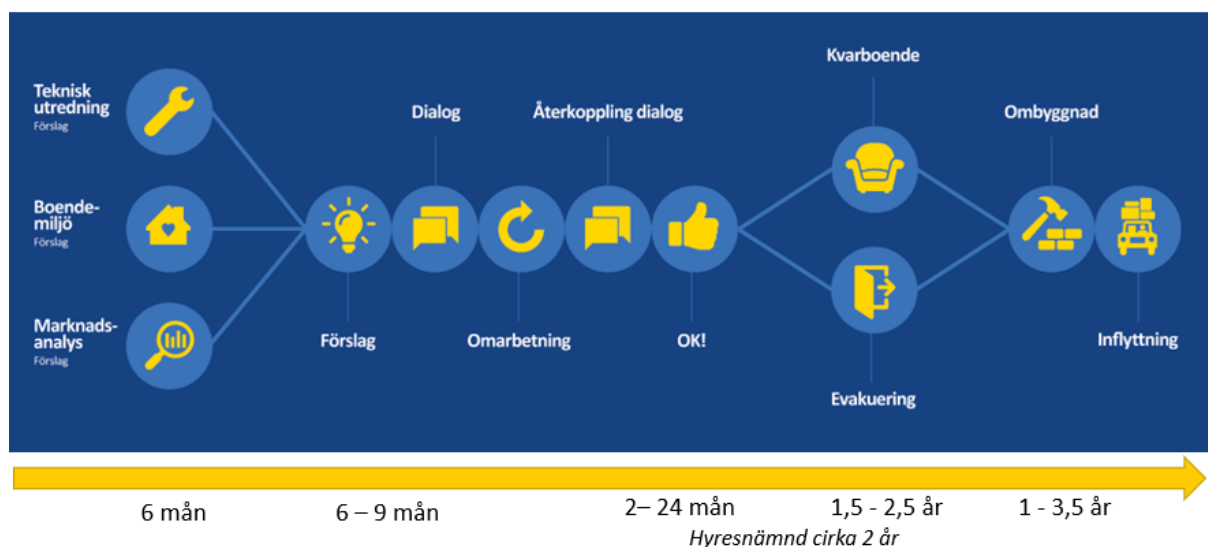 Teknisk
utredning
Förslag
Boende-
miljö
Förslag
Marknads-
analys
Förslag
Förslag
Dialog
Omarbetning
Återkoppling dialog
OK!
Kvarboende
Evakuering
Ombyggnad
Inflyttning
6 mån
6 – 9 mån
2– 24 mån
1,5 - 2,5 år
1 - 3,5 år
Hyresnämnd cirka 2 år